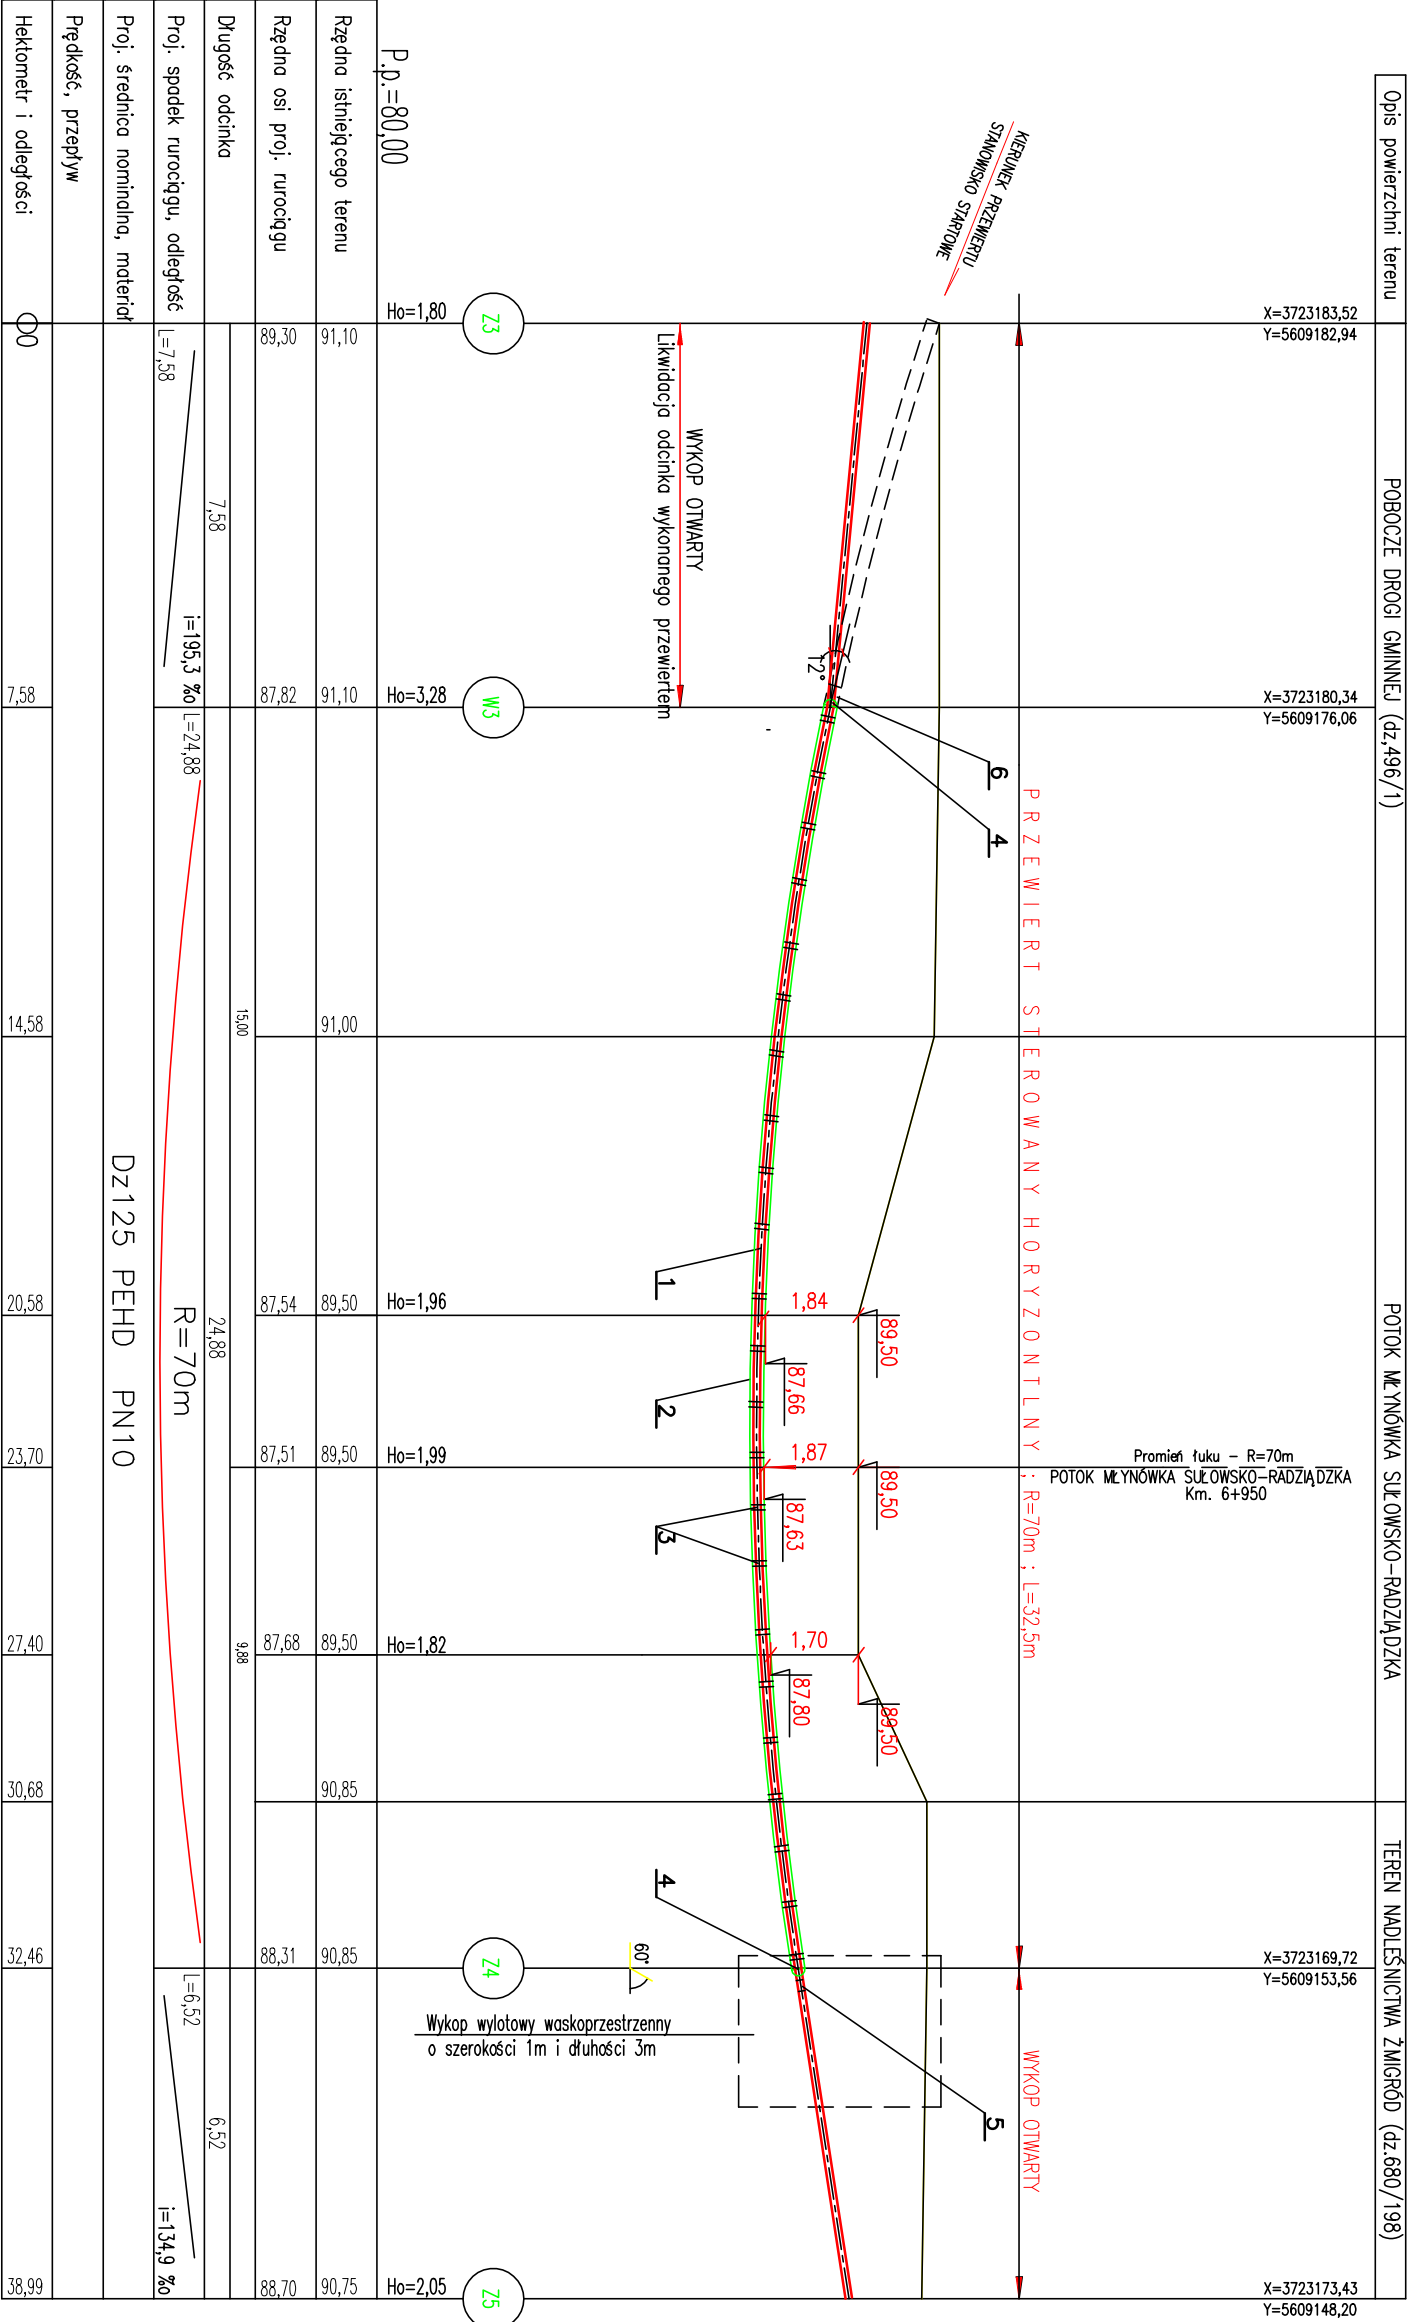 Opis powierzchni terenu
POBOCZE DROGI GMINNEJ (dz,496/1)
POTOK MŁYNÓWKA SUŁOWSKO-RADZIĄDZKA
TEREN NADLEŚNICTWA ŻMIGRÓD (dz.680/198)
X=3723183,52
Y=5609182,94
X=3723180,34
Y=5609176,06
Promień łuku - R=70m
POTOK MŁYNÓWKA SUŁOWSKO-RADZIĄDZKA
Km. 6+950
X=3723169,72
Y=5609153,56
X=3723173,43
Y=5609148,20
KIERUNEK PRZEWIERTU
STANOWISKO STARTOWE
PRZEWIERT STEROWANY HORYZONTLNY ; R=70m ; L=32,5m
WYKOP OTWARTY
6
4
5
89,50
89,50
89,50
12°
1,84
1,87
1,70
87,66
87,63
87,80
WYKOP OTWARTY
Likwidacja odcinka wykonanego przewiertem
1
2
3
4
60°
Wykop wylotowy waskoprzestrzenny
o szerokości 1m i dłuhości 3m
Z3
W3
Z4
Z5
P.p.=80,00
Ho=1,80
Ho=3,28
Ho=1,96
Ho=1,99
Ho=1,82
Ho=2,05
Rzędna istniejącego terenu
91,10
91,10
91,00
89,50
89,50
89,50
90,85
90,85
90,75
Rzędna osi proj. rurociągu
89,30
87,82
87,54
87,51
87,68
88,31
88,70
Długość odcinka
15,00
9,88
7,58
24,88
6,52
Proj. spadek rurociągu, odległość
L=7,58
i=195,3 %o
L=24,88
R=70m
L=6,52
i=134,9 %o
Proj. średnica nominalna, materiał
Dz125 PEHD PN10
Prędkość, przepływ
Hektometr i odległości
00
7,58
14,58
20,58
23,70
27,40
30,68
32,46
38,99